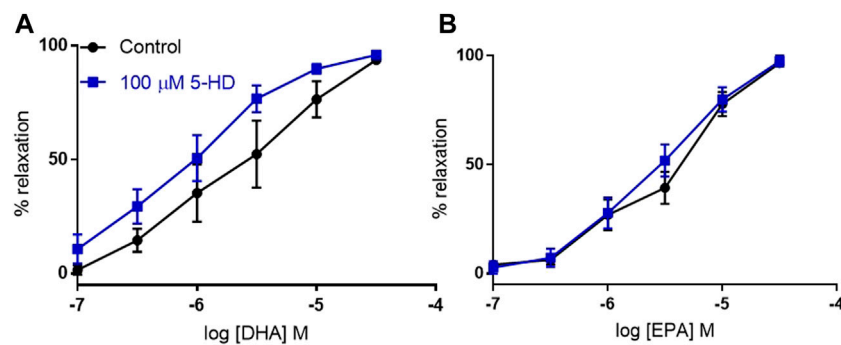 A
100
Control
100 μM 5-HD
% relaxation
50
0
-7
-6
-5
-4
log [DHA] M
B
100
% relaxation
50
0
-7
-6
-5
-4
log [EPA] M